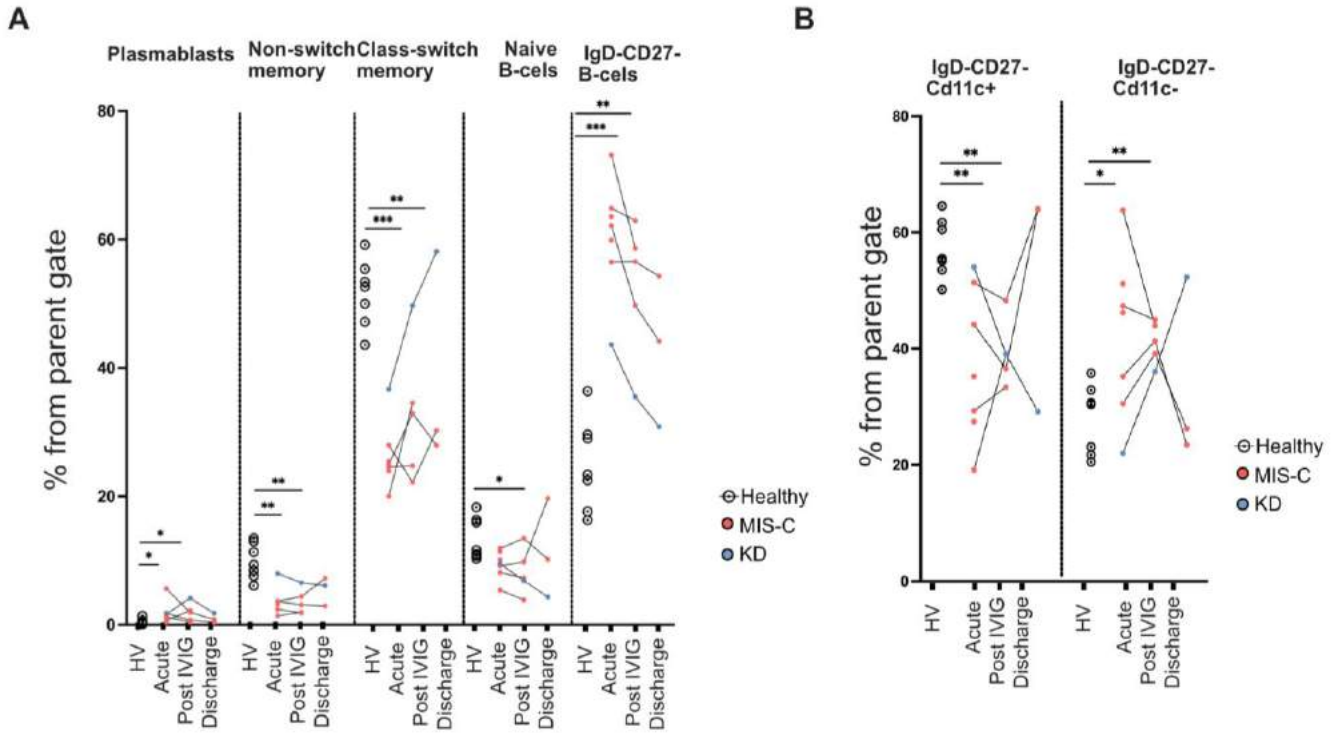 A
Plasmablasts
Non-switch
memory
Class-switch
memory
Naive
B-cels
IgD-CD27-
B-cels
% from parent gate
80
60
40
20
0
* *
** **
*** **
*
*** **
HV
Acute
Post IVIG
Discharge
HV
Acute
Post IVIG
Discharge
HV
Acute
Post IVIG
Discharge
HV
Acute
Post IVIG
Discharge
HV
Acute
Post IVIG
Discharge
Healthy
MIS-C
KD
B
IgD-CD27-
Cd11c+
IgD-CD27-
Cd11c-
% from parent gate
80
60
40
20
0
** **
* **
HV
Acute
Post IVIG
Discharge
HV
Acute
Post IVIG
Discharge
Healthy
MIS-C
KD